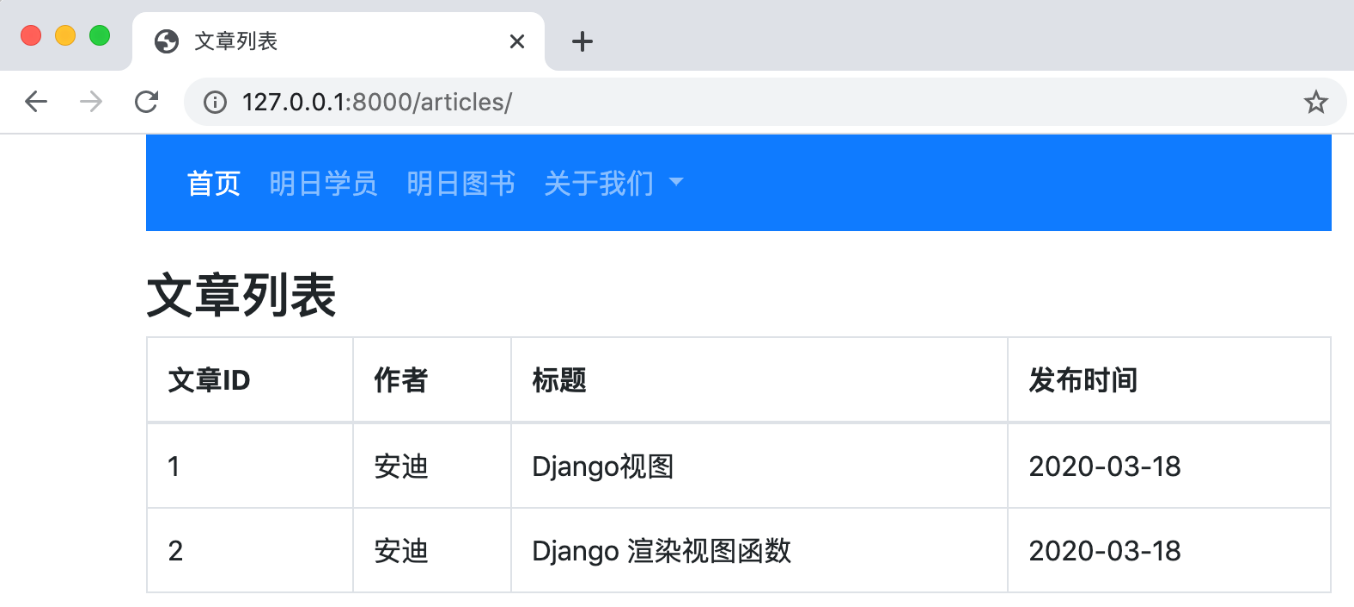 文章列表
127.0.0.1:8000/articles/
首页 明日学员 明日图书 关于我们
文章列表
文章ID 作者 标题 发布时间
1 安迪 Django视图 2020-03-18
2 安迪 Django 渲染视图函数 2020-03-18